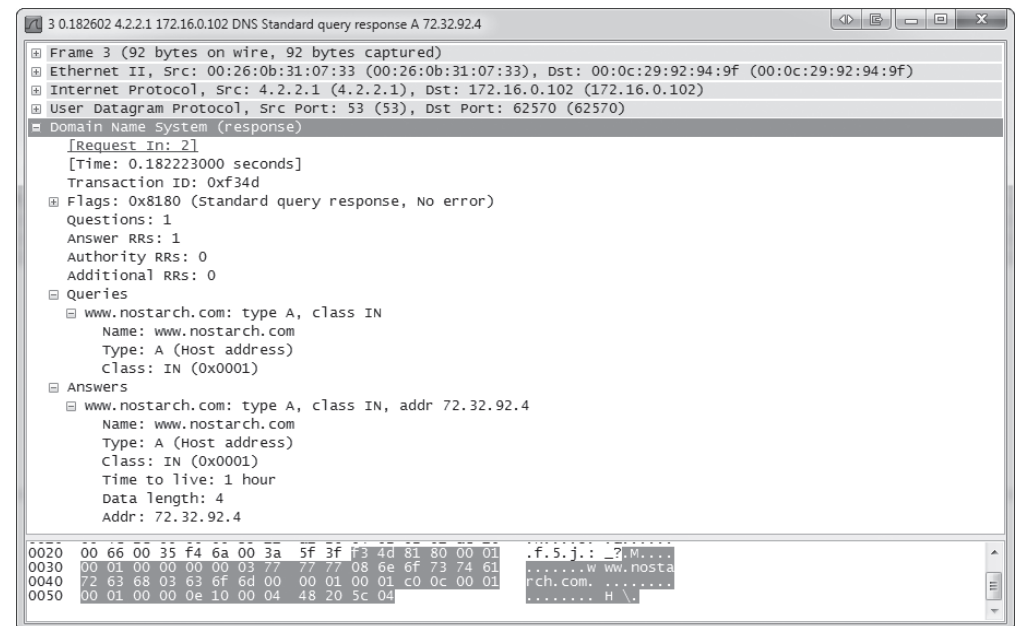 3 0.182602 4.2.2.1 172.16.0.102 DNS Standard query response A 72.32.92.4
Frame 3 (92 bytes on wire, 92 bytes captured)
Ethernet II, Src: 00:26:0b:31:07:33 (00:26:0b:31:07:33), Dst: 00:0c:29:92:94:9f (00:0c:29:92:94:9f)
Internet Protocol, Src: 4.2.2.1 (4.2.2.1), Dst: 172.16.0.102 (172.16.0.102)
User Datagram Protocol, Src Port: 53 (53), Dst Port: 62570 (62570)
Domain Name System (response)
[Request In: 2]
[Time: 0.182223000 seconds]
Transaction ID: 0xf34d
Flags: 0x8180 (Standard query response, No error)
Questions: 1
Answer RRs: 1
Authority RRs: 0
Additional RRs: 0
Queries
www.nostarch.com: type A, class IN
Name: www.nostarch.com
Type: A (Host address)
Class: IN (0x0001)
Answers
www.nostarch.com: type A, class IN, addr 72.32.92.4
Name: www.nostarch.com
Type: A (Host address)
Class: IN (0x0001)
Time to live: 1 hour
Data length: 4
Addr: 72.32.92.4
0020 00 66 00 35 f4 6a 00 3a 5f 3f f3 4d 81 80 00 01 .f.5.j.: _?.M....
0030 00 01 00 00 00 00 03 77 77 77 08 6e 6f 73 74 61 .......w ww.nosta
0040 72 63 68 03 63 6f 6d 00 00 01 00 01 c0 0c 00 01 rch.com. ........
0050 00 01 00 00 0e 10 00 04 48 20 5c 04 ........ H \.